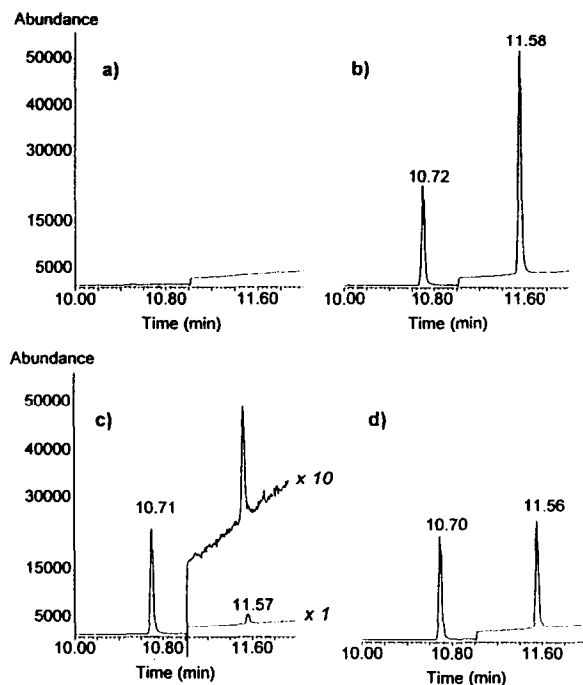 Abundance
50000
40000
30000
15000
5000
a)
10.00 10.80 11.60
Time (min)
b)
10.72
11.58
10.00 10.80 11.60
Time (min)
Abundance
50000
40000
30000
15000
5000
c)
10.71
11.57
x 10
x 1
10.00 10.80 11.60
Time (min)
d)
10.70
11.56
10.00 10.80 11.60
Time (min)